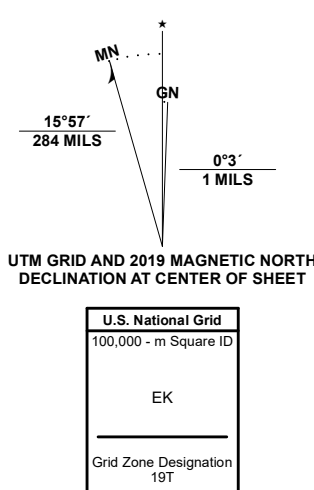 ★
MN
GN
15°57´
284 MILS
0°3´
1 MILS
UTM GRID AND 2019 MAGNETIC NORTH
DECLINATION AT CENTER OF SHEET
U.S. National Grid
100,000 - m Square ID
EK
Grid Zone Designation
19T